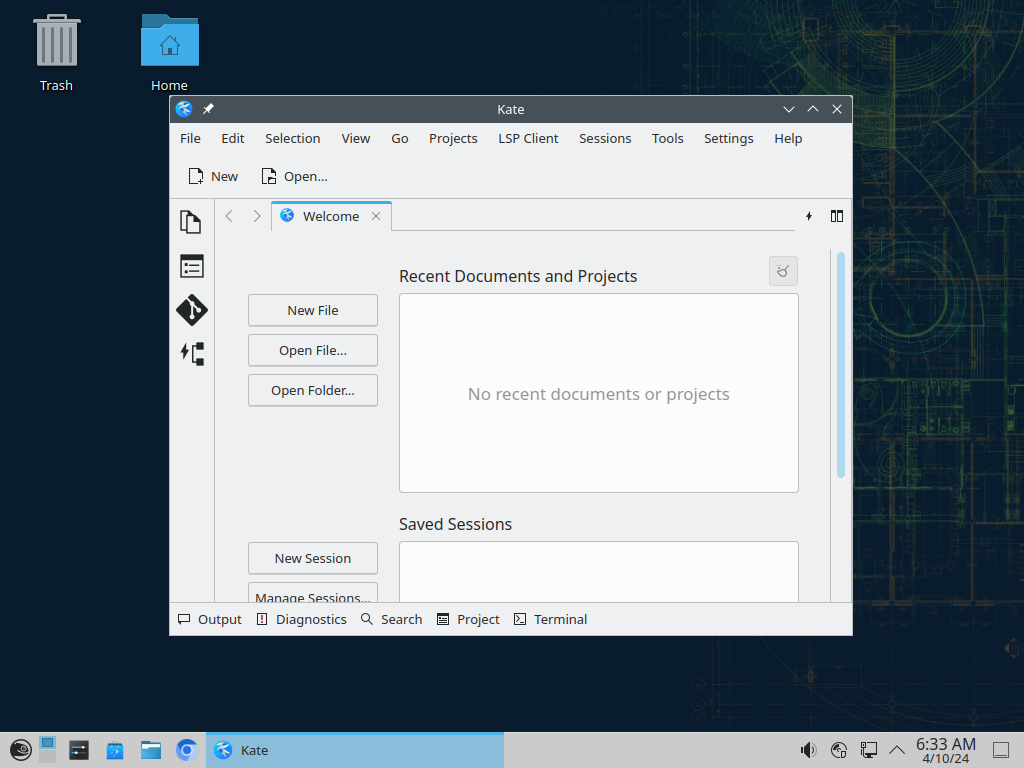 Trash
Home
Kate
File Edit Selection View Go Projects LSP Client Sessions Tools Settings Help
New Open...
Welcome
Recent Documents and Projects
New File
Open File...
Open Folder...
No recent documents or projects
Saved Sessions
New Session
Manage Sessions...
Output Diagnostics Search Project Terminal
Kate
6:33 AM
4/10/24